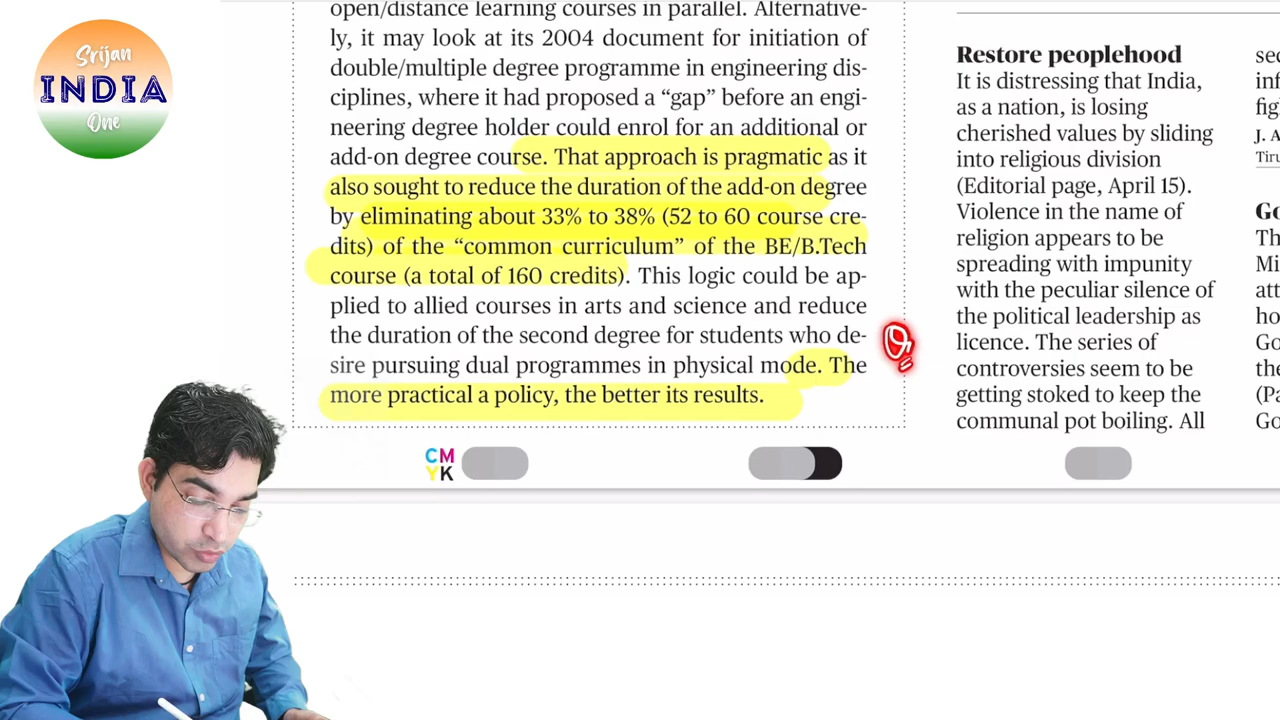 Srijan
INDIA
One
open/distance learning courses in parallel. Alternative-
ly, it may look at its 2004 document for initiation of
double/multiple degree programme in engineering dis-
ciplines, where it had proposed a “gap” before an engi-
neering degree holder could enrol for an additional or
add-on degree course. That approach is pragmatic as it
also sought to reduce the duration of the add-on degree
by eliminating about 33% to 38% (52 to 60 course cre-
dits) of the “common curriculum” of the BE/B.Tech
course (a total of 160 credits). This logic could be ap-
plied to allied courses in arts and science and reduce
the duration of the second degree for students who de-
sire pursuing dual programmes in physical mode. The
more practical a policy, the better its results.
CM
YK
Restore peoplehood
It is distressing that India,
as a nation, is losing
cherished values by sliding
into religious division
(Editorial page, April 15).
Violence in the name of
religion appears to be
spreading with impunity
with the peculiar silence of
the political leadership as
licence. The series of
controversies seem to be
getting stoked to keep the
communal pot boiling. All
J. A